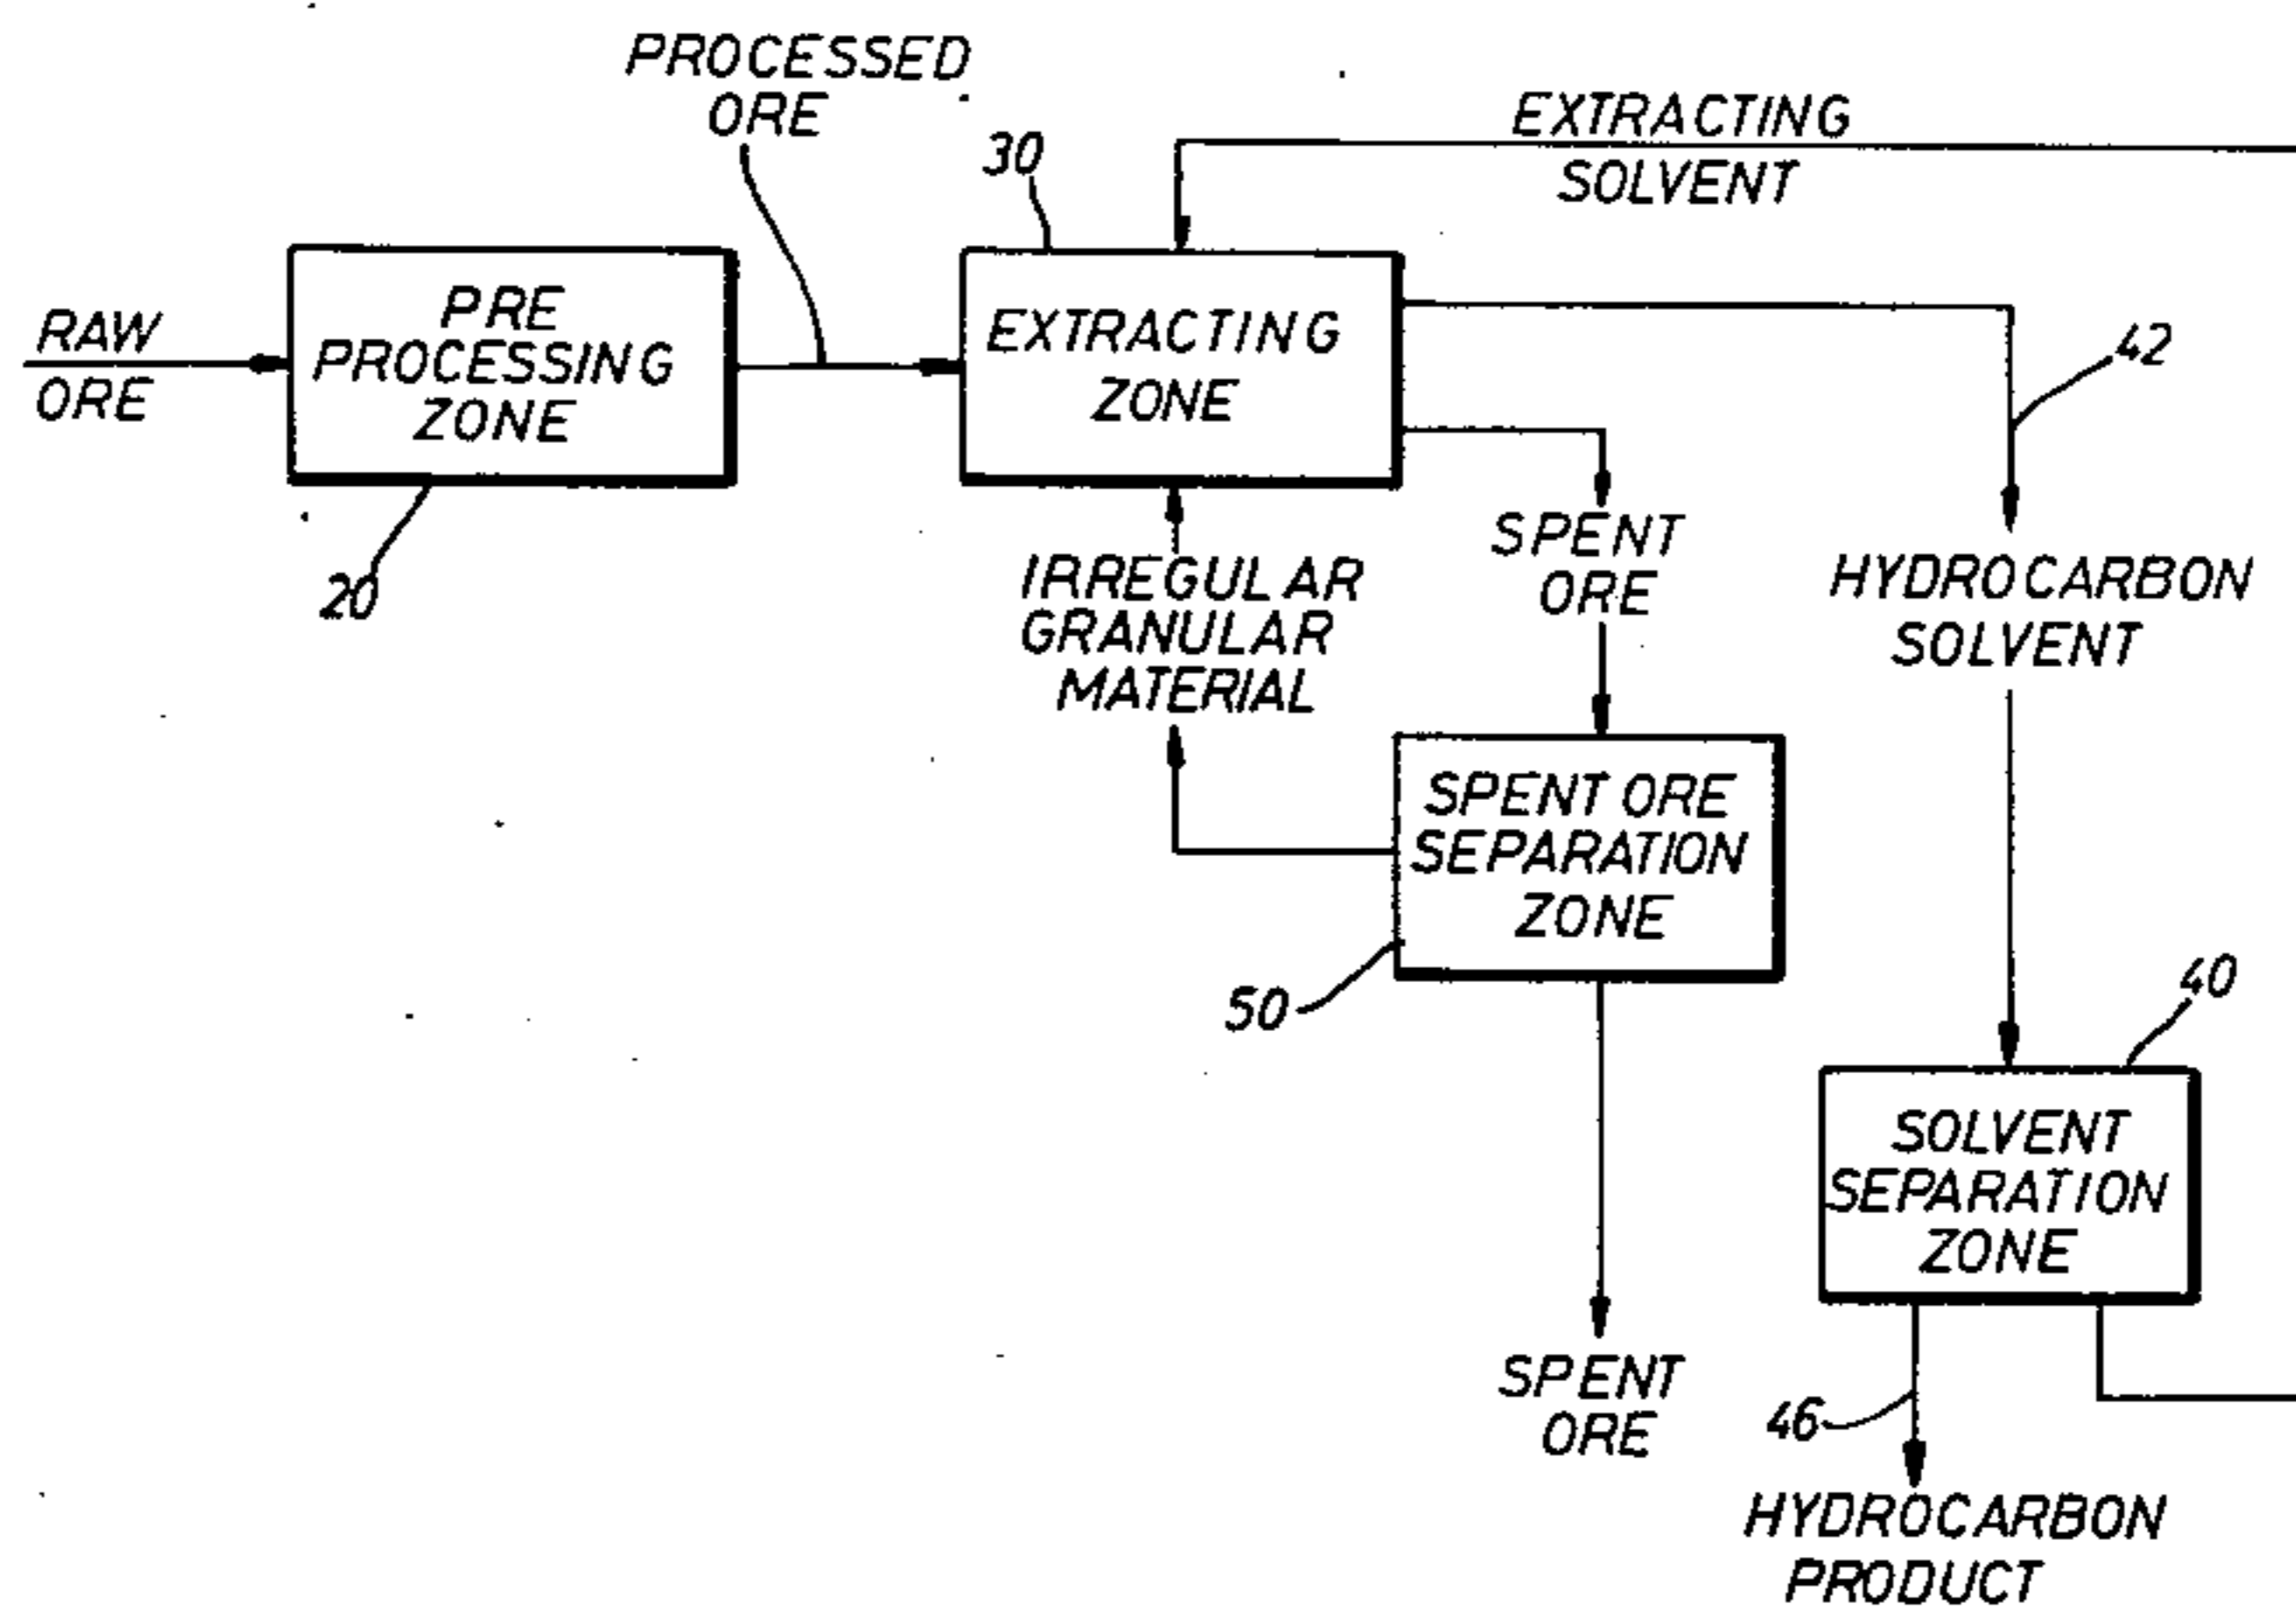 PROCESSED
ORE
30
EXTRACTING
SOLVENT
RAW
ORE
PRE
PROCESSING
ZONE
EXTRACTING
ZONE
42
20
IRREGULAR
GRANULAR
MATERIAL
SPENT
ORE
HYDROCARBON
SOLVENT
SPENT ORE
SEPARATION
ZONE
50
40
SOLVENT
SEPARATION
ZONE
SPENT
ORE
46
HYDROCARBON
PRODUCT